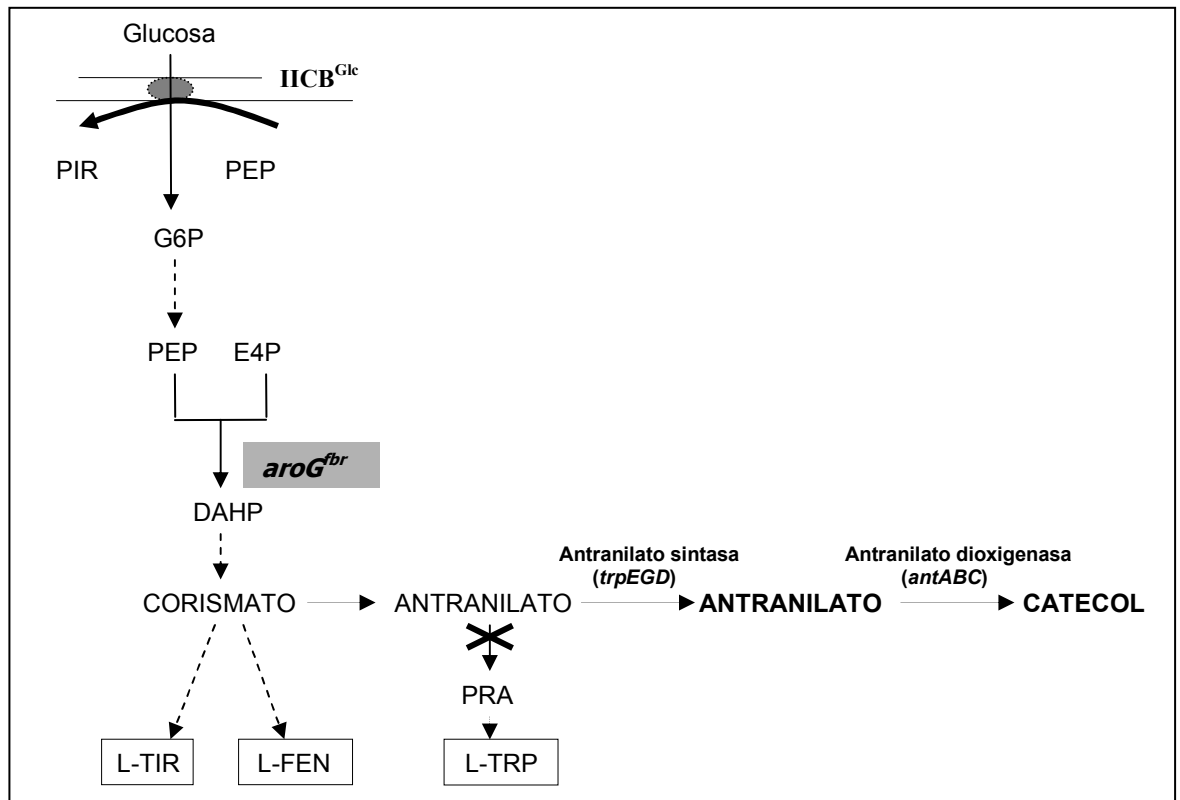 Glucosa
IICB^Glc
PIR PEP
G6P
PEP E4P
aroG^fbr
DAHP
Antranilato sintasa
(trpEGD)
Antranilato dioxigenasa
(antABC)
CORISMATO ANTRANILATO ANTRANILATO CATECOL
PRA
L-TIR L-FEN L-TRP